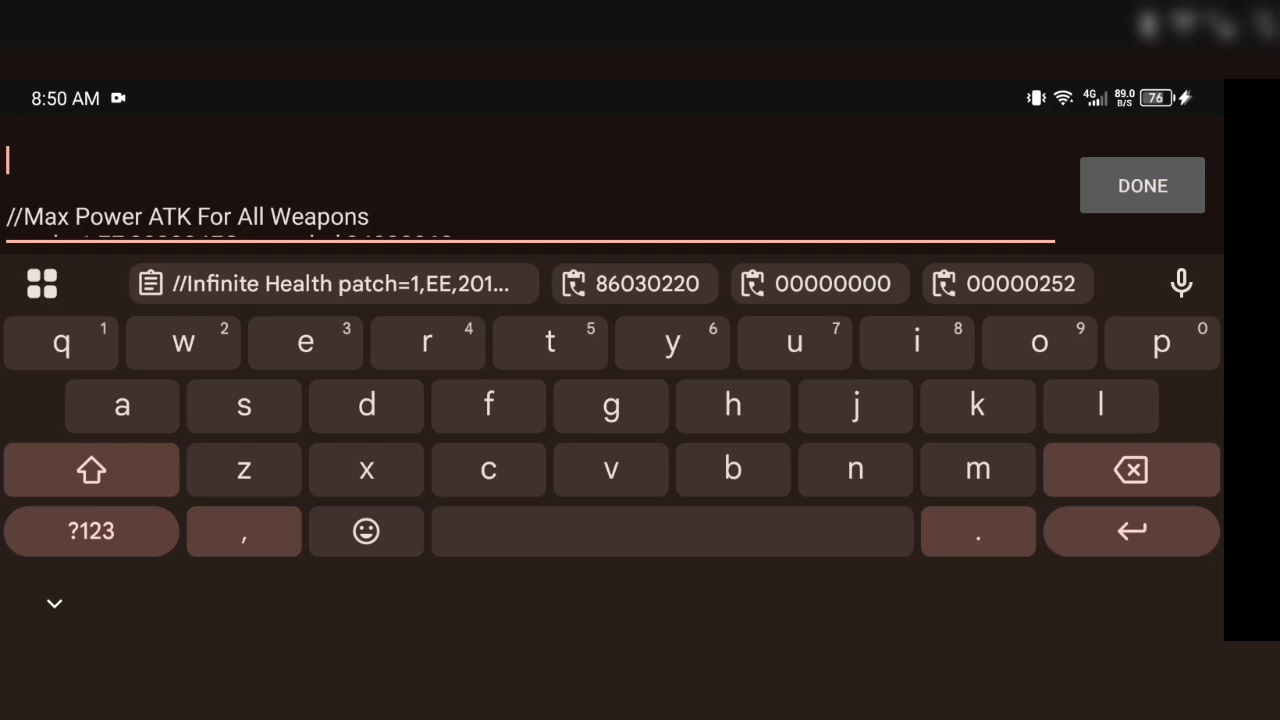 8:50 AM 4G 89.0 B/S 76
DONE
//Max Power ATK For All Weapons
//Infinite Health patch=1,EE,201... 86030220 00000000 00000252
q 1 w 2 e 3 r 4 t 5 y 6 u 7 i 8 o 9 p 0
a s d f g h j k l
z x c v b n m
?123 , .